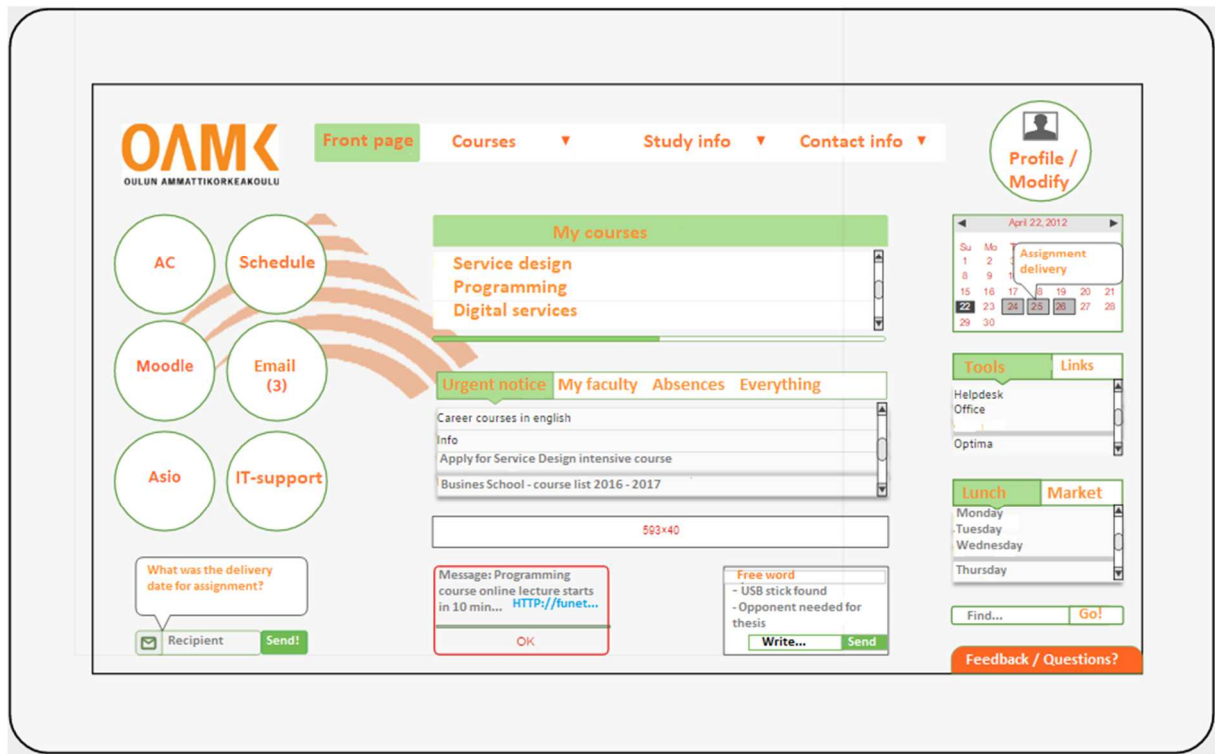 OAMK
OULUN AMMATTIKORKEAKOULU
Front page
Courses ▼
Study info ▼
Contact info ▼
Profile /
Modify
AC
Schedule
Moodle
Email
(3)
Asio
IT-support
My courses
Service design
Programming
Digital services
Urgent notice My faculty Absences Everything
Career courses in english
Info
Apply for Service Design intensive course
Busines School - course list 2016 - 2017
593×40
What was the delivery
date for assignment?
Recipient Send!
Message: Programming
course online lecture starts
in 10 min... HTTP://funet...
OK
Free word
- USB stick found
- Opponent needed for
thesis
Write... Send
◀ April 22, 2012 ▶
Su Mo
1 2
8 9
15 16 17 18 19 20 21
22 23 24 25 26 27 28
29 30
Assignment
delivery
Tools Links
Helpdesk
Office
Optima
Lunch Market
Monday
Tuesday
Wednesday
Thursday
Find... Go!
Feedback / Questions?